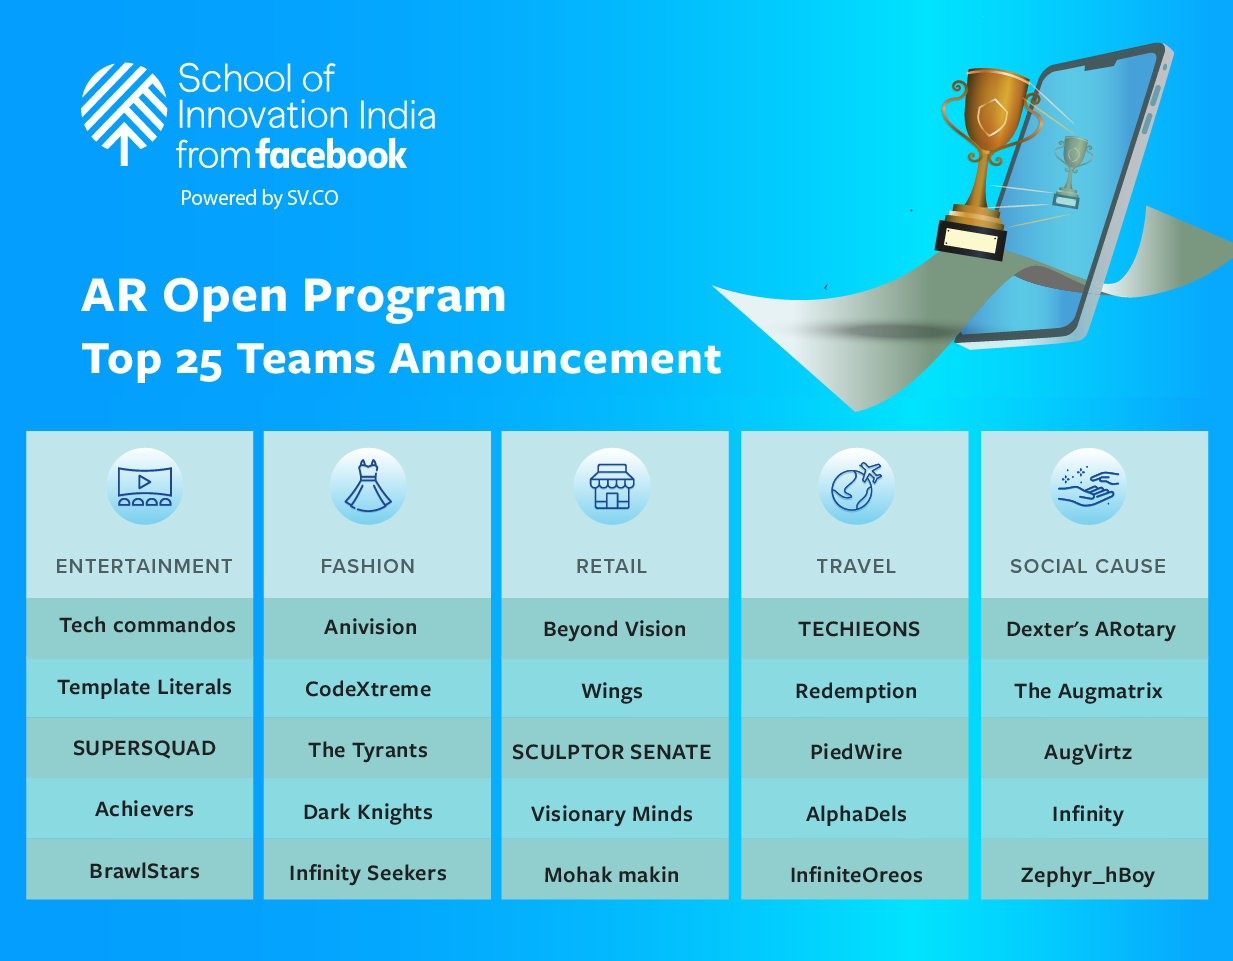 School of
Innovation India
from facebook
Powered by SV.CO
AR Open Program
Top 25 Teams Announcement
ENTERTAINMENT
Tech commandos
Template Literals
SUPERSQUAD
Achievers
BrawlStars
FASHION
Anivision
CodeXtreme
The Tyrants
Dark Knights
Infinity Seekers
RETAIL
Beyond Vision
Wings
SCULPTOR SENATE
Visionary Minds
Mohak makin
TRAVEL
TECHIEONS
Redemption
PiedWire
AlphaDels
InfiniteOreos
SOCIAL CAUSE
Dexter's ARotary
The Augmatrix
AugVirtz
Infinity
Zephyr_hBoy